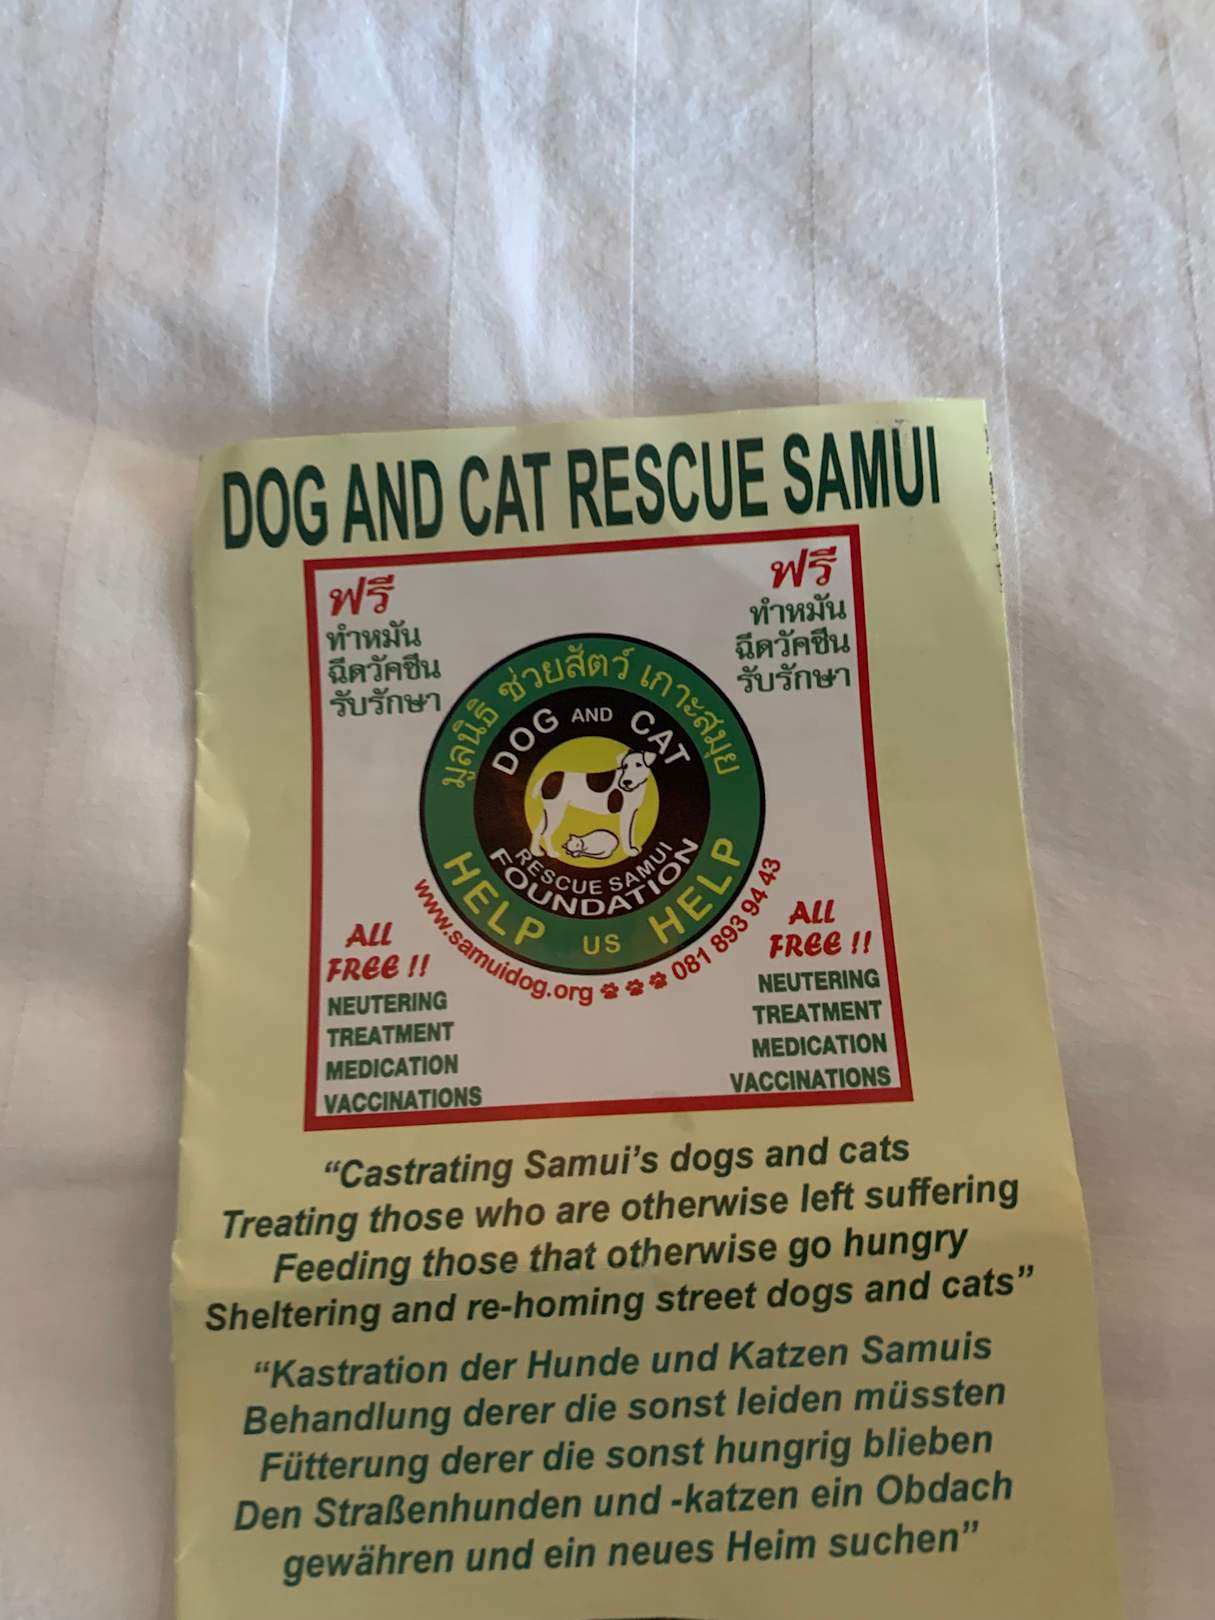 DOG AND CAT RESCUE SAMUI
ฟรี
ทำหมัน
ฉีดวัคซีน
รับรักษา
ฟรี
ทำหมัน
ฉีดวัคซีน
รับรักษา
มูลนิธิ ช่วยสัตว์ เกาะสมุย
DOG AND CAT
RESCUE SAMUI
FOUNDATION
HELP US HELP
www.samuidog.org 081 893 94 43
ALL
FREE !!
NEUTERING
TREATMENT
MEDICATION
VACCINATIONS
ALL
FREE !!
NEUTERING
TREATMENT
MEDICATION
VACCINATIONS
“Castrating Samui’s dogs and cats
Treating those who are otherwise left suffering
Feeding those that otherwise go hungry
Sheltering and re-homing street dogs and cats”
“Kastration der Hunde und Katzen Samuis
Behandlung derer die sonst leiden müssten
Fütterung derer die sonst hungrig blieben
Den Straßenhunden und -katzen ein Obdach
gewähren und ein neues Heim suchen”